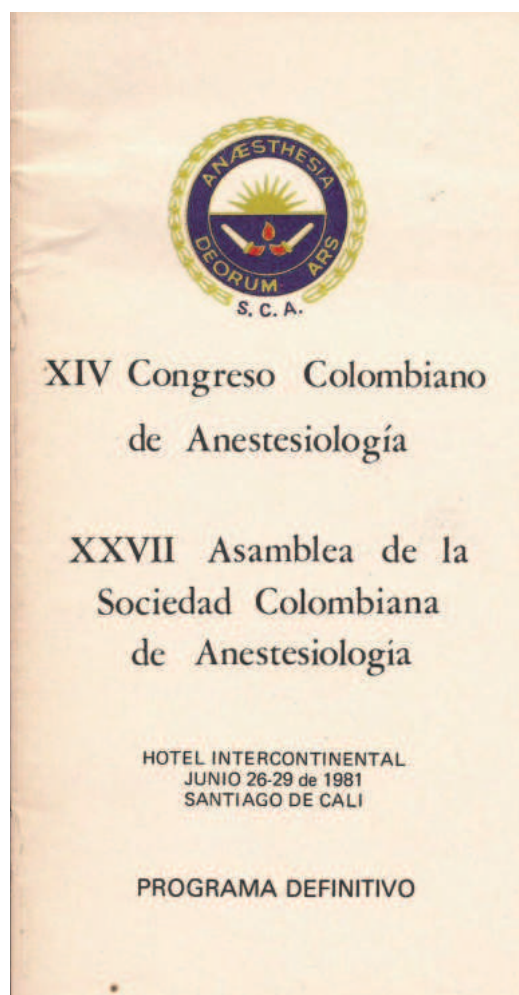 ANÆSTHESIA
DEORUM ARS
S. C. A.
XIV Congreso Colombiano
de Anestesiología
XXVII Asamblea de la
Sociedad Colombiana
de Anestesiología
HOTEL INTERCONTINENTAL
JUNIO 26-29 de 1981
SANTIAGO DE CALI
PROGRAMA DEFINITIVO